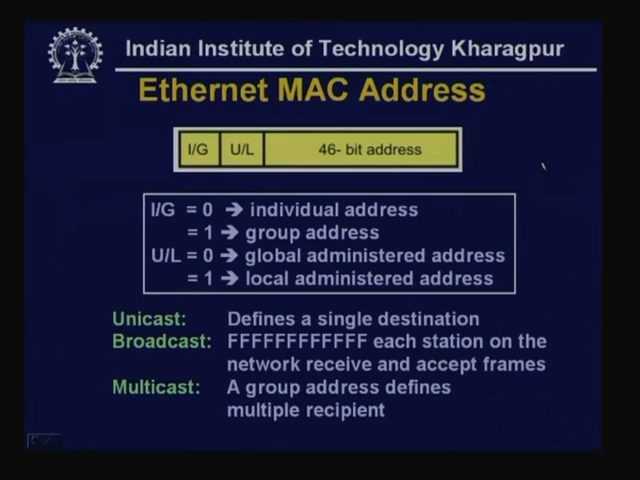 Indian Institute of Technology Kharagpur
Ethernet MAC Address
I/G U/L 46- bit address
I/G = 0 → individual address
= 1 → group address
U/L = 0 → global administered address
= 1 → local administered address
Unicast: Defines a single destination
Broadcast: FFFFFFFFFFFF each station on the
network receive and accept frames
Multicast: A group address defines
multiple recipient